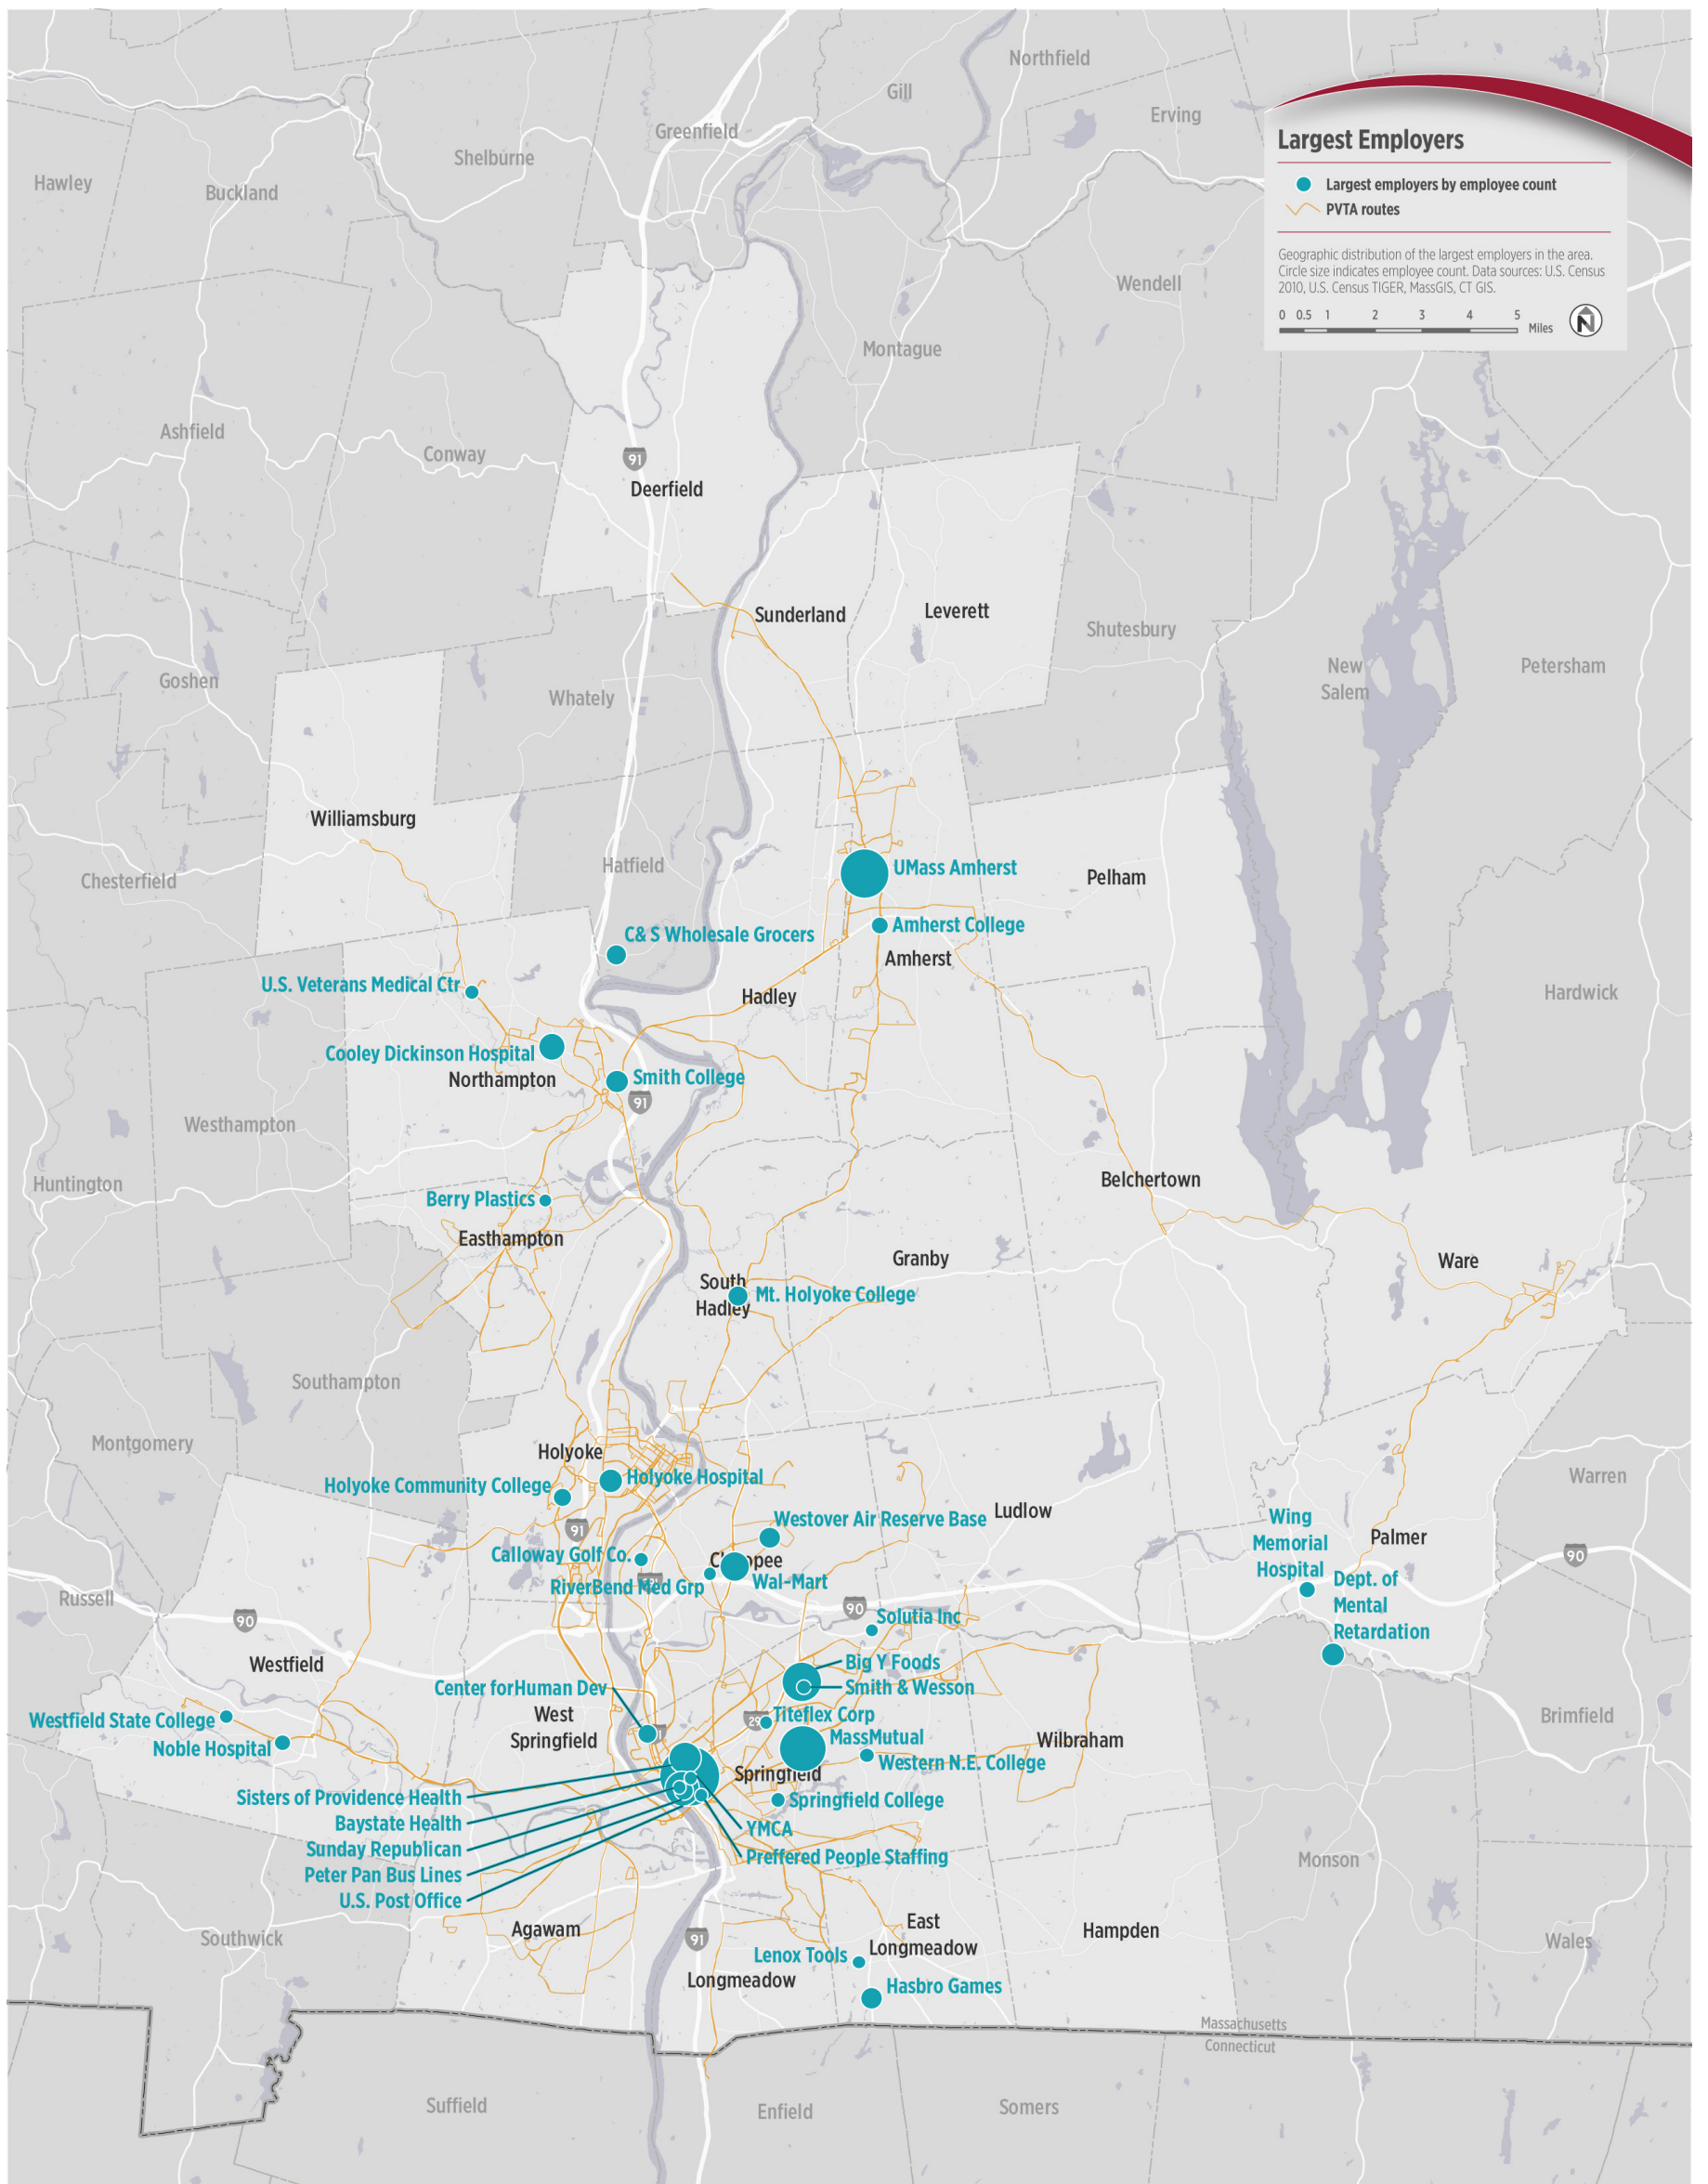 Largest Employers
Largest employers by employee count
PVTA routes
Geographic distribution of the largest employers in the area.
Circle size indicates employee count. Data sources: U.S. Census
2010, U.S. Census TIGER, MassGIS, CT GIS.
0 0.5 1 2 3 4 5 Miles
N
Northfield
Gill
Erving
Greenfield
Shelburne
Hawley
Buckland
Wendell
Montague
Ashfield
Conway
91
Deerfield
Sunderland
Leverett
Shutesbury
New
Salem
Petersham
Goshen
Whately
Williamsburg
Hatfield
UMass Amherst
Pelham
Chesterfield
C& S Wholesale Grocers
Amherst College
Amherst
U.S. Veterans Medical Ctr
Hadley
Hardwick
Cooley Dickinson Hospital
Northampton
Smith College
91
Westhampton
Huntington
Belchertown
Berry Plastics
Easthampton
Granby
Ware
South
Hadley
Mt. Holyoke College
Southampton
Montgomery
Holyoke
Holyoke Hospital
Holyoke Community College
Warren
Ludlow
Westover Air Reserve Base
91
Wing
Memorial
Hospital
Palmer
90
Calloway Golf Co.
RiverBend Med Grp
Wal-Mart
Dept. of
Mental
Retardation
Russell
90
90
Solutia Inc
Westfield
Big Y Foods
Smith & Wesson
Center forHuman Dev
West
Springfield
Titeflex Corp
Westfield State College
Noble Hospital
MassMutual
Wilbraham
Brimfield
Western N.E. College
Springfield
Sisters of Providence Health
Springfield College
Baystate Health
YMCA
Sunday Republican
Preffered People Staffing
Peter Pan Bus Lines
U.S. Post Office
Monson
Agawam
91
East
Longmeadow
Hampden
Southwick
Wales
Lenox Tools
Longmeadow
Hasbro Games
Massachusetts
Connecticut
Suffield
Enfield
Somers